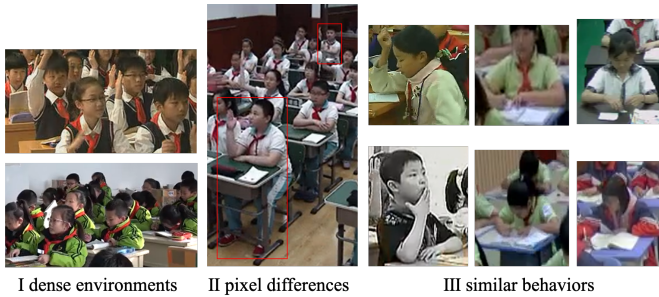 I dense environments
II pixel differences
III similar behaviors